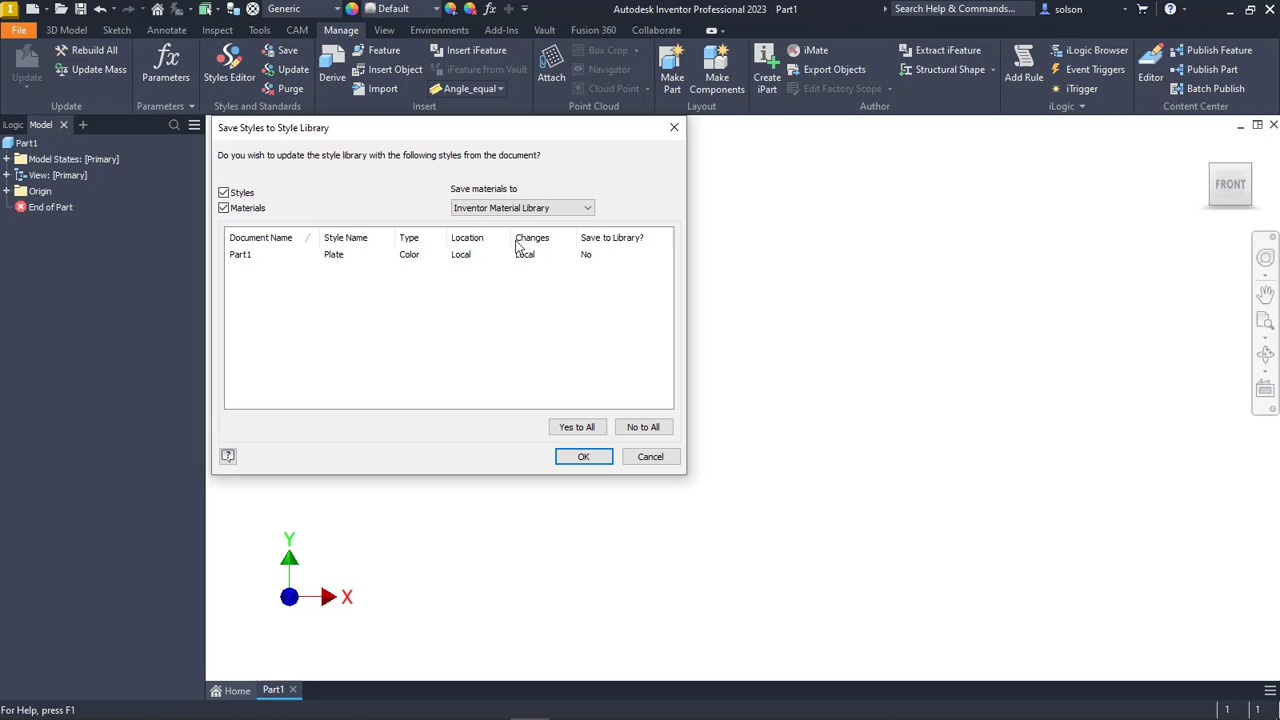 Generic
Default
Autodesk Inventor Professional 2023 Part1
Search Help & Commands...
solson
File
3D Model
Sketch
Annotate
Inspect
Tools
CAM
Manage
View
Environments
Add-Ins
Vault
Fusion 360
Collaborate
Update
Rebuild All
Update Mass
Update
fx
Parameters
Parameters
Styles Editor
Save
Update
Purge
Styles and Standards
Derive
Feature
Insert Object
Import
Insert iFeature
iFeature from Vault
Angle_equal
Insert
Attach
Box Crop
Navigator
Cloud Point
Point Cloud
Make Part
Make Components
Layout
Create iPart
iMate
Export Objects
Edit Factory Scope
Extract iFeature
Structural Shape
Author
Add Rule
iLogic Browser
Event Triggers
iTrigger
iLogic
Editor
Publish Feature
Publish Part
Batch Publish
Content Center
iLogic
Model
Part1
Model States: [Primary]
View: [Primary]
Origin
End of Part
Save Styles to Style Library
Do you wish to update the style library with the following styles from the document?
Styles
Materials
Save materials to
Inventor Material Library
Document Name Style Name Type Location Changes Save to Library?
Part1 Plate Color Local Local No
Yes to All
No to All
OK
Cancel
FRONT
Y
X
Home
Part1
For Help, press F1
1 1